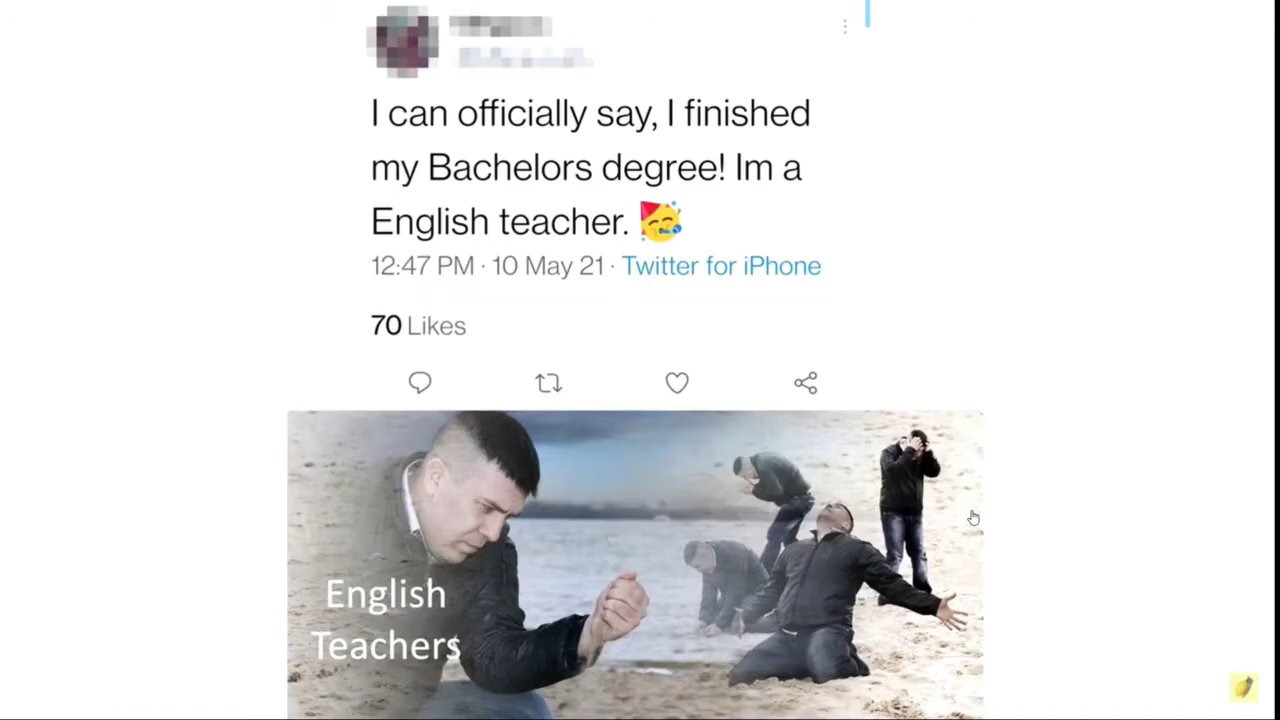 I can officially say, I finished
my Bachelors degree! Im a
English teacher. 🥳
12:47 PM · 10 May 21 · Twitter for iPhone
70 Likes
English
Teachers